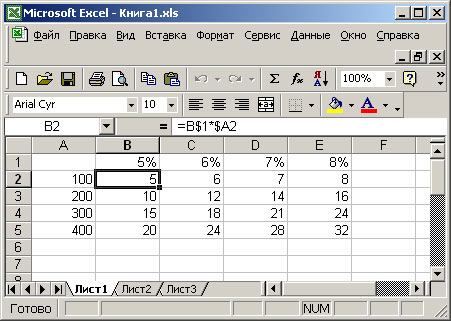 Microsoft Excel - Книга1.xls
Файл Правка Вид Вставка Формат Сервис Данные Окно Справка
Σ fx А Я 100% ?
Arial Cyr 10 Ж К Ч А
B2 = =B$1*$A2
A B C D E F
1 5% 6% 7% 8%
2 100 5 6 7 8
3 200 10 12 14 16
4 300 15 18 21 24
5 400 20 24 28 32
6
7
8
Лист1 Лист2 Лист3
Готово NUM